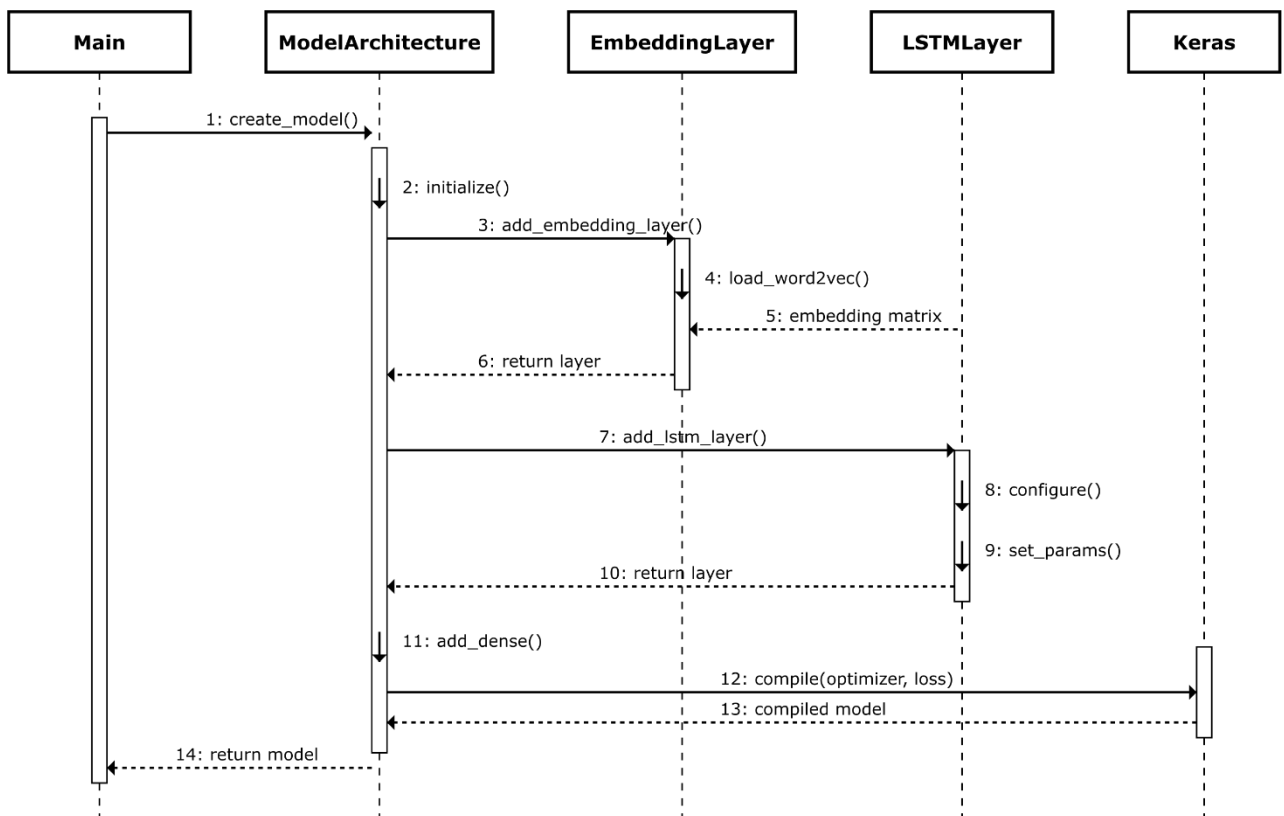 Main
ModelArchitecture
EmbeddingLayer
LSTMLayer
Keras
1: create_model()
2: initialize()
3: add_embedding_layer()
4: load_word2vec()
5: embedding matrix
6: return layer
7: add_lstm_layer()
8: configure()
9: set_params()
10: return layer
11: add_dense()
12: compile(optimizer, loss)
13: compiled model
14: return model